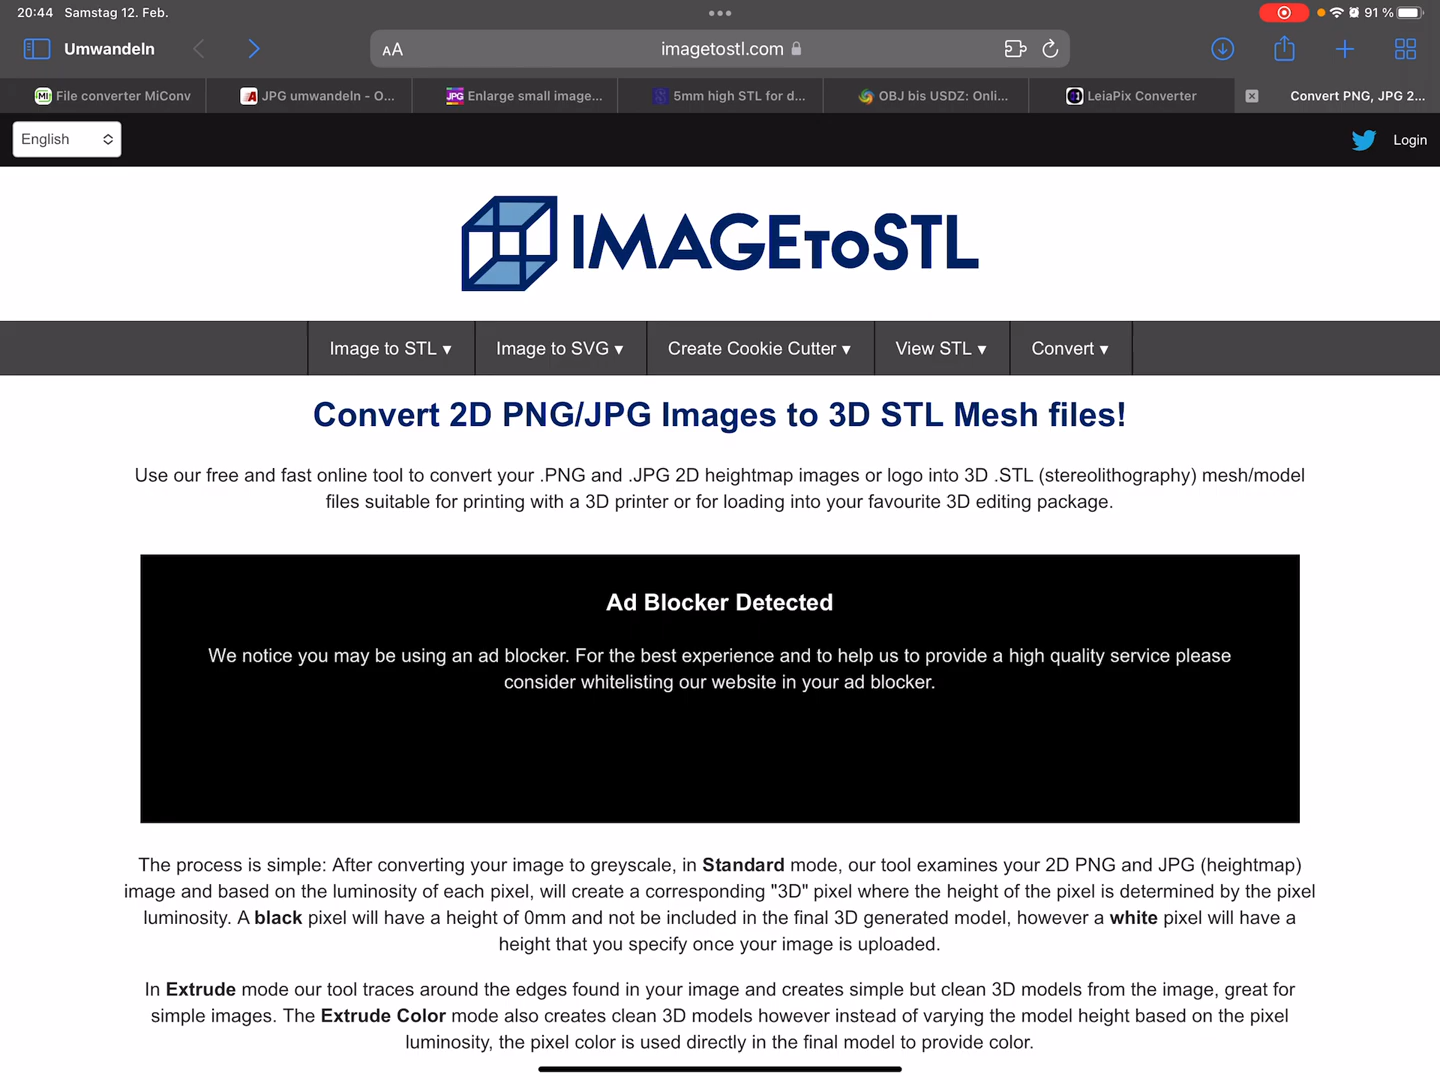 20:44 Samstag 12. Feb.
91 %
Umwandeln
AA
imagetostl.com
File converter MiConv
JPG umwandeln - O...
JPG Enlarge small image...
5mm high STL for d...
OBJ bis USDZ: Onli...
LeiaPix Converter
Convert PNG, JPG 2...
English
Login
IMAGEtoSTL
Image to STL ▾
Image to SVG ▾
Create Cookie Cutter ▾
View STL ▾
Convert ▾
Convert 2D PNG/JPG Images to 3D STL Mesh files!
Use our free and fast online tool to convert your .PNG and .JPG 2D heightmap images or logo into 3D .STL (stereolithography) mesh/model
files suitable for printing with a 3D printer or for loading into your favourite 3D editing package.
Ad Blocker Detected
We notice you may be using an ad blocker. For the best experience and to help us to provide a high quality service please
consider whitelisting our website in your ad blocker.
The process is simple: After converting your image to greyscale, in Standard mode, our tool examines your 2D PNG and JPG (heightmap)
image and based on the luminosity of each pixel, will create a corresponding "3D" pixel where the height of the pixel is determined by the pixel
luminosity. A black pixel will have a height of 0mm and not be included in the final 3D generated model, however a white pixel will have a
height that you specify once your image is uploaded.
In Extrude mode our tool traces around the edges found in your image and creates simple but clean 3D models from the image, great for
simple images. The Extrude Color mode also creates clean 3D models however instead of varying the model height based on the pixel
luminosity, the pixel color is used directly in the final model to provide color.